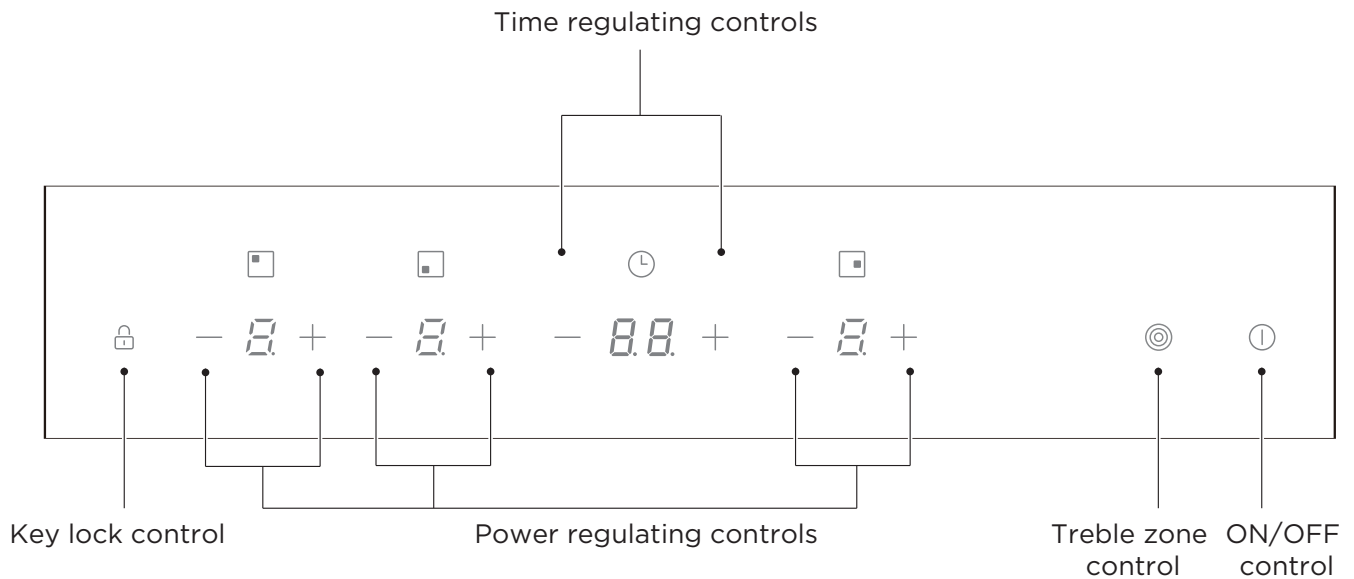 Time regulating controls
− 8. + − 8. + − 8.8. + − 8. +
Key lock control Power regulating controls Treble zone ON/OFF
control control